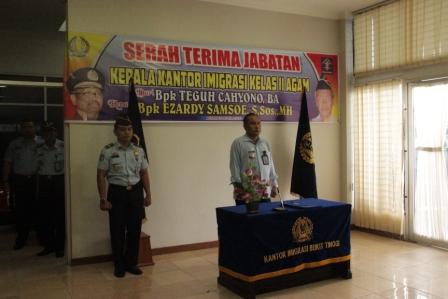 SERAH TERIMA JABATAN
KEPALA KANTOR IMIGRASI KELAS II AGAM
Dari
Bpk TEGUH CAHYONO, BA
Bpk EZARDY SAMSOE, S.Sos.,MH
KANTOR IMIGRASI BUKIT TINGGI